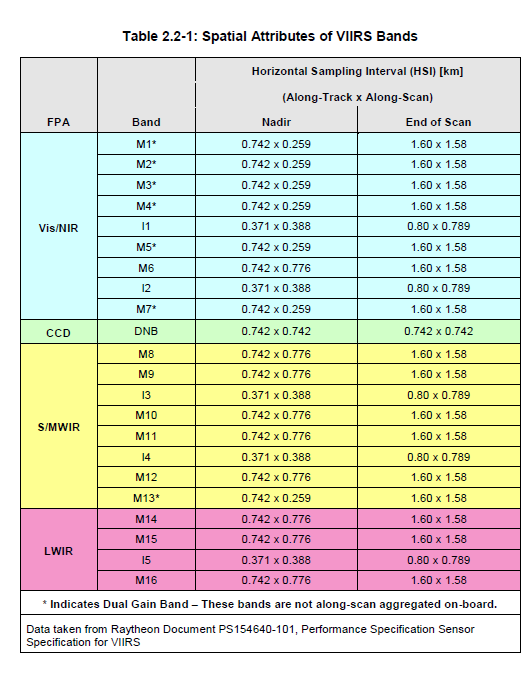 Table 2.2-1: Spatial Attributes of VIIRS Bands
Horizontal Sampling Interval (HSI) [km]
(Along-Track x Along-Scan)
FPA Band Nadir End of Scan
Vis/NIR
M1* 0.742 x 0.259 1.60 x 1.58
M2* 0.742 x 0.259 1.60 x 1.58
M3* 0.742 x 0.259 1.60 x 1.58
M4* 0.742 x 0.259 1.60 x 1.58
I1 0.371 x 0.388 0.80 x 0.789
M5* 0.742 x 0.259 1.60 x 1.58
M6 0.742 x 0.776 1.60 x 1.58
I2 0.371 x 0.388 0.80 x 0.789
M7* 0.742 x 0.259 1.60 x 1.58
CCD DNB 0.742 x 0.742 0.742 x 0.742
S/MWIR
M8 0.742 x 0.776 1.60 x 1.58
M9 0.742 x 0.776 1.60 x 1.58
I3 0.371 x 0.388 0.80 x 0.789
M10 0.742 x 0.776 1.60 x 1.58
M11 0.742 x 0.776 1.60 x 1.58
I4 0.371 x 0.388 0.80 x 0.789
M12 0.742 x 0.776 1.60 x 1.58
M13* 0.742 x 0.259 1.60 x 1.58
LWIR
M14 0.742 x 0.776 1.60 x 1.58
M15 0.742 x 0.776 1.60 x 1.58
I5 0.371 x 0.388 0.80 x 0.789
M16 0.742 x 0.776 1.60 x 1.58
* Indicates Dual Gain Band – These bands are not along-scan aggregated on-board.
Data taken from Raytheon Document PS154640-101, Performance Specification Sensor
Specification for VIIRS